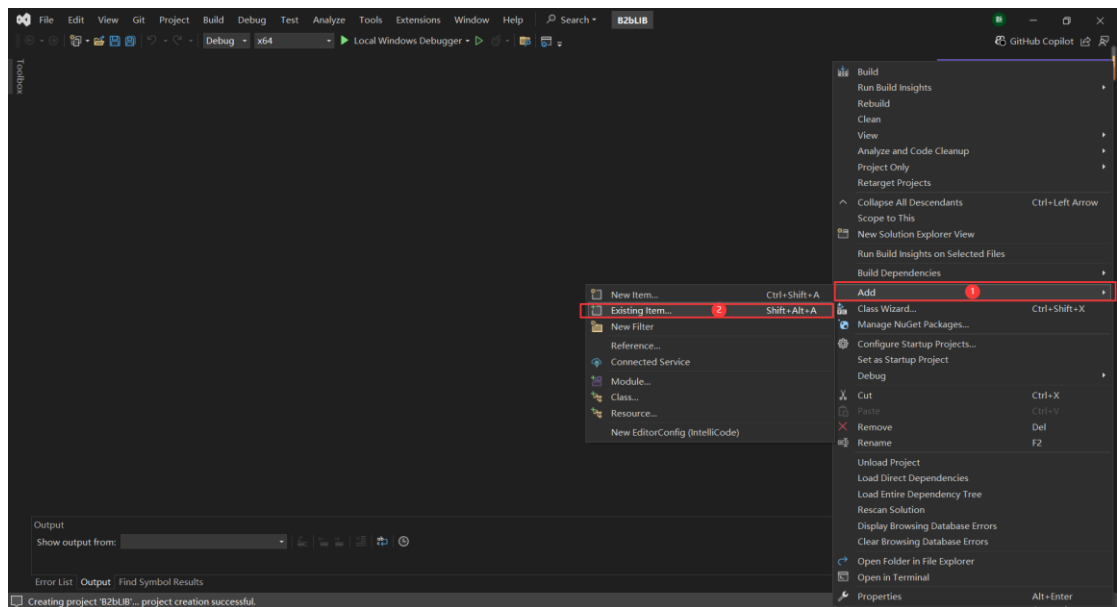 File Edit View Git Project Build Debug Test Analyze Tools Extensions Window Help Search B2bLIB
Debug x64 Local Windows Debugger GitHub Copilot
Toolbox
Build
Run Build Insights
Rebuild
Clean
View
Analyze and Code Cleanup
Project Only
Retarget Projects
Collapse All Descendants Ctrl+Left Arrow
Scope to This
New Solution Explorer View
Run Build Insights on Selected Files
Build Dependencies
Add 1
Class Wizard... Ctrl+Shift+X
Manage NuGet Packages...
Configure Startup Projects...
Set as Startup Project
Debug
Cut Ctrl+X
Paste Ctrl+V
Remove Del
Rename F2
Unload Project
Load Direct Dependencies
Load Entire Dependency Tree
Rescan Solution
Display Browsing Database Errors
Clear Browsing Database Errors
Open Folder in File Explorer
Open in Terminal
Properties Alt+Enter
New Item... Ctrl+Shift+A
Existing Item... 2 Shift+Alt+A
New Filter
Reference...
Connected Service
Module...
Class...
Resource...
New EditorConfig (IntelliCode)
Output
Show output from:
Error List Output Find Symbol Results
Creating project 'B2bLIB'... project creation successful.